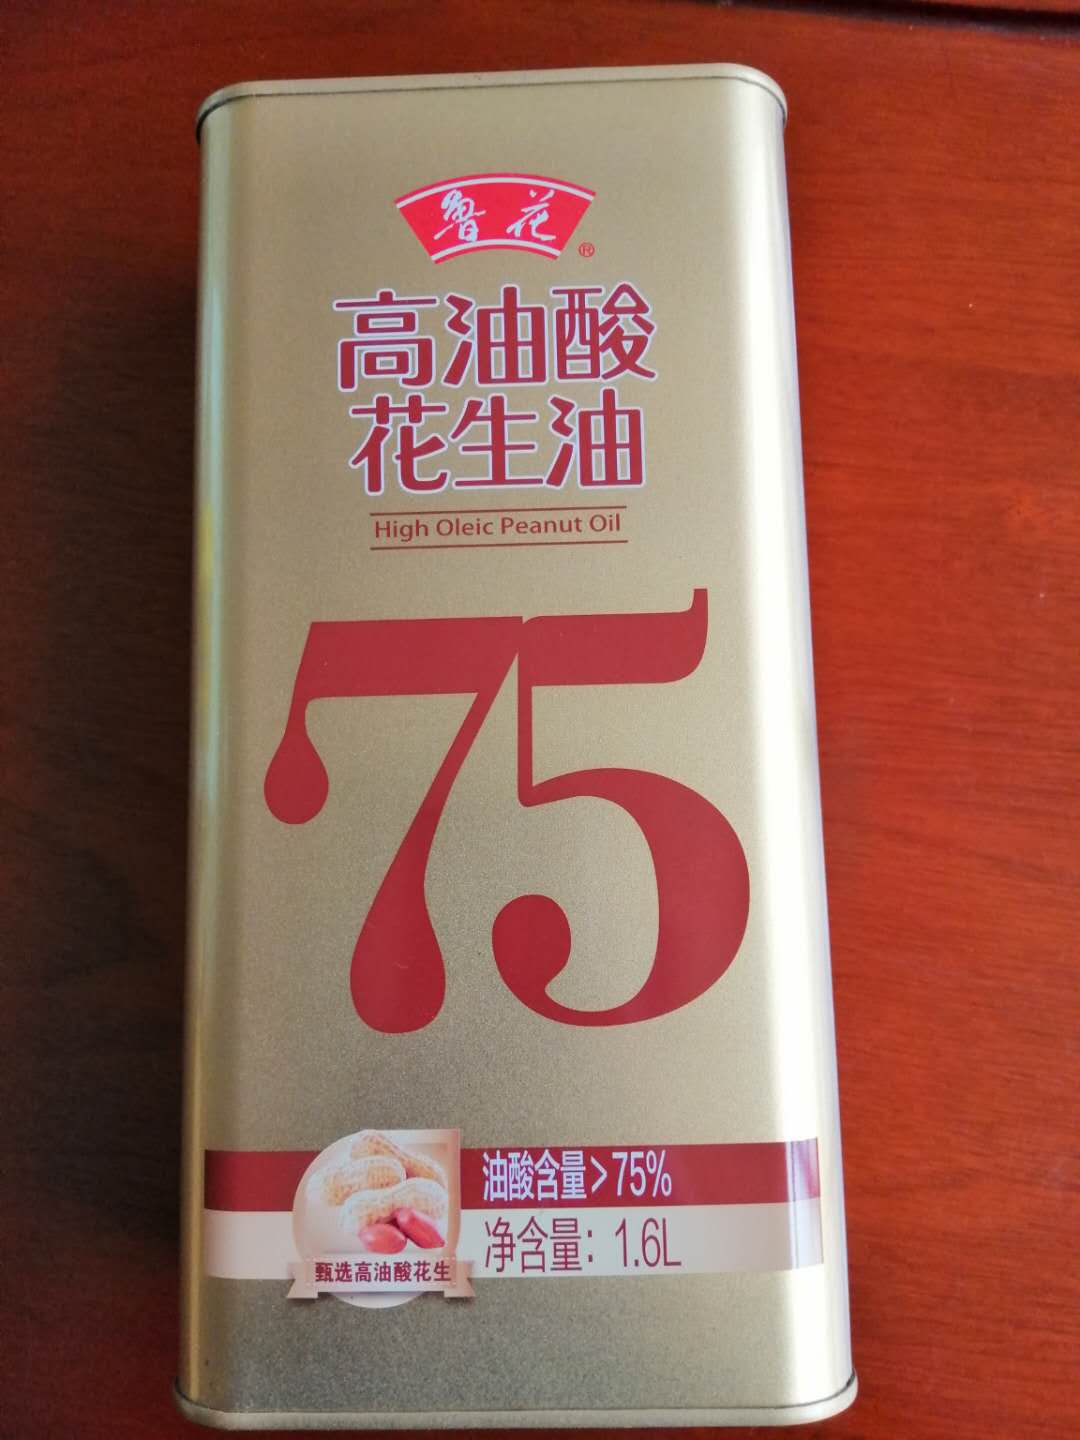 鲁花®
高油酸
花生油
High Oleic Peanut Oil
75
油酸含量>75%
净含量：1.6L
甄选高油酸花生